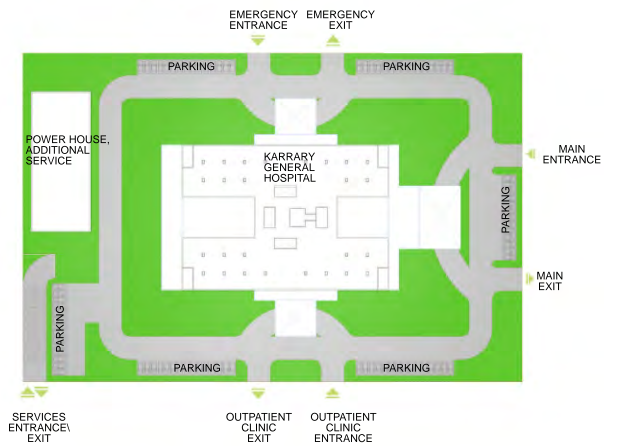 EMERGENCY
ENTRANCE
EMERGENCY
EXIT
PARKING
PARKING
POWER HOUSE,
ADDITIONAL
SERVICE
KARRARY
GENERAL
HOSPITAL
MAIN
ENTRANCE
PARKING
MAIN
EXIT
PARKING
PARKING
PARKING
SERVICES
ENTRANCE\
EXIT
OUTPATIENT
CLINIC
EXIT
OUTPATIENT
CLINIC
ENTRANCE